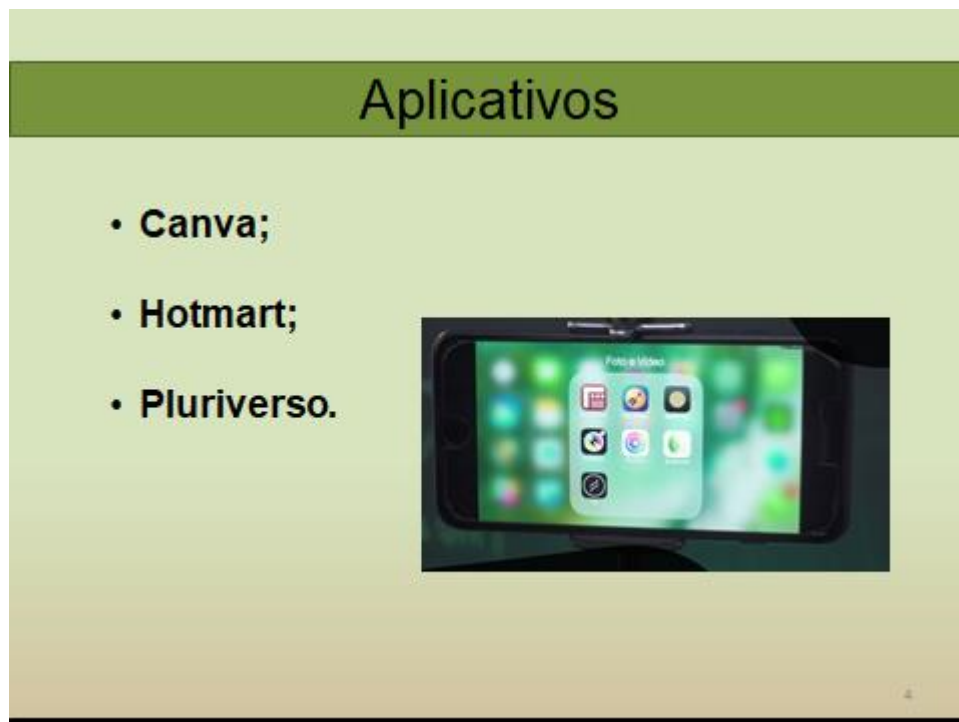 Aplicativos
• Canva;
• Hotmart;
• Pluriverso.
Foto e Vídeo
4